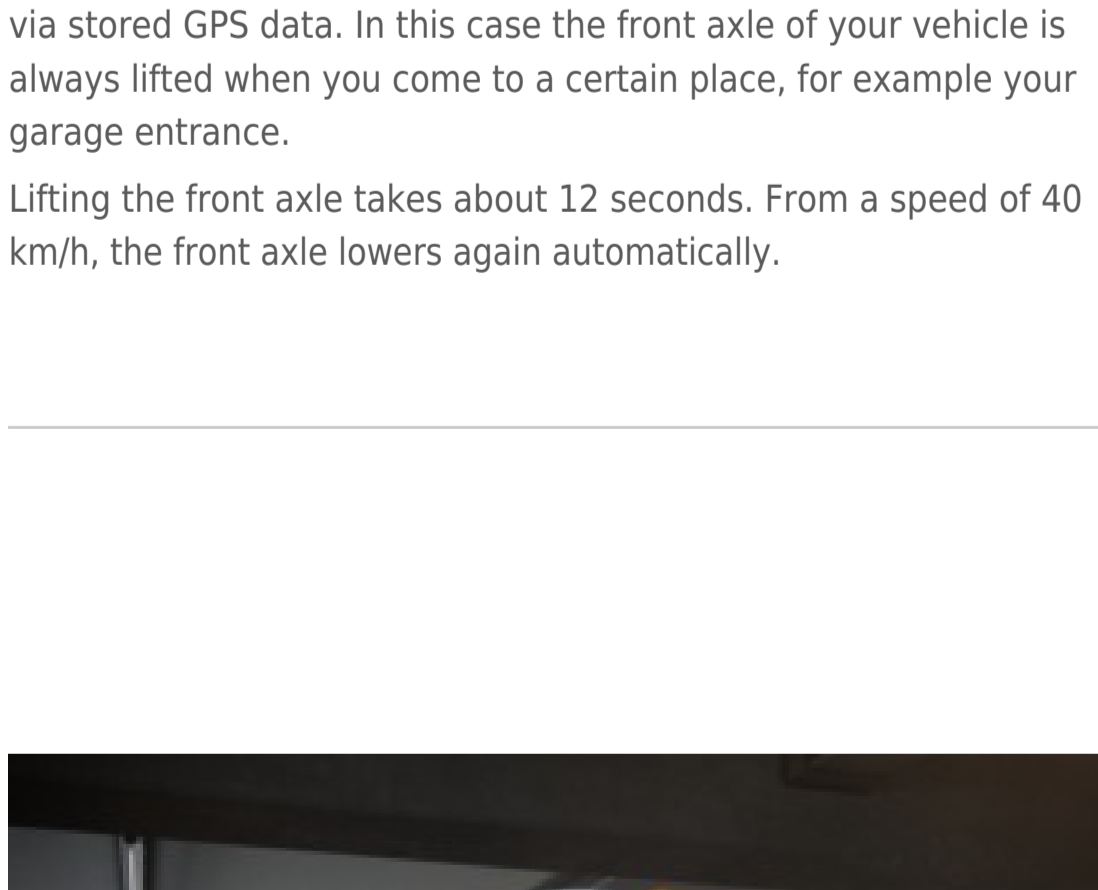 via stored GPS data. In this case the front axle of your vehicle is
always lifted when you come to a certain place, for example your
garage entrance.
Lifting the front axle takes about 12 seconds. From a speed of 40
km/h, the front axle lowers again automatically.